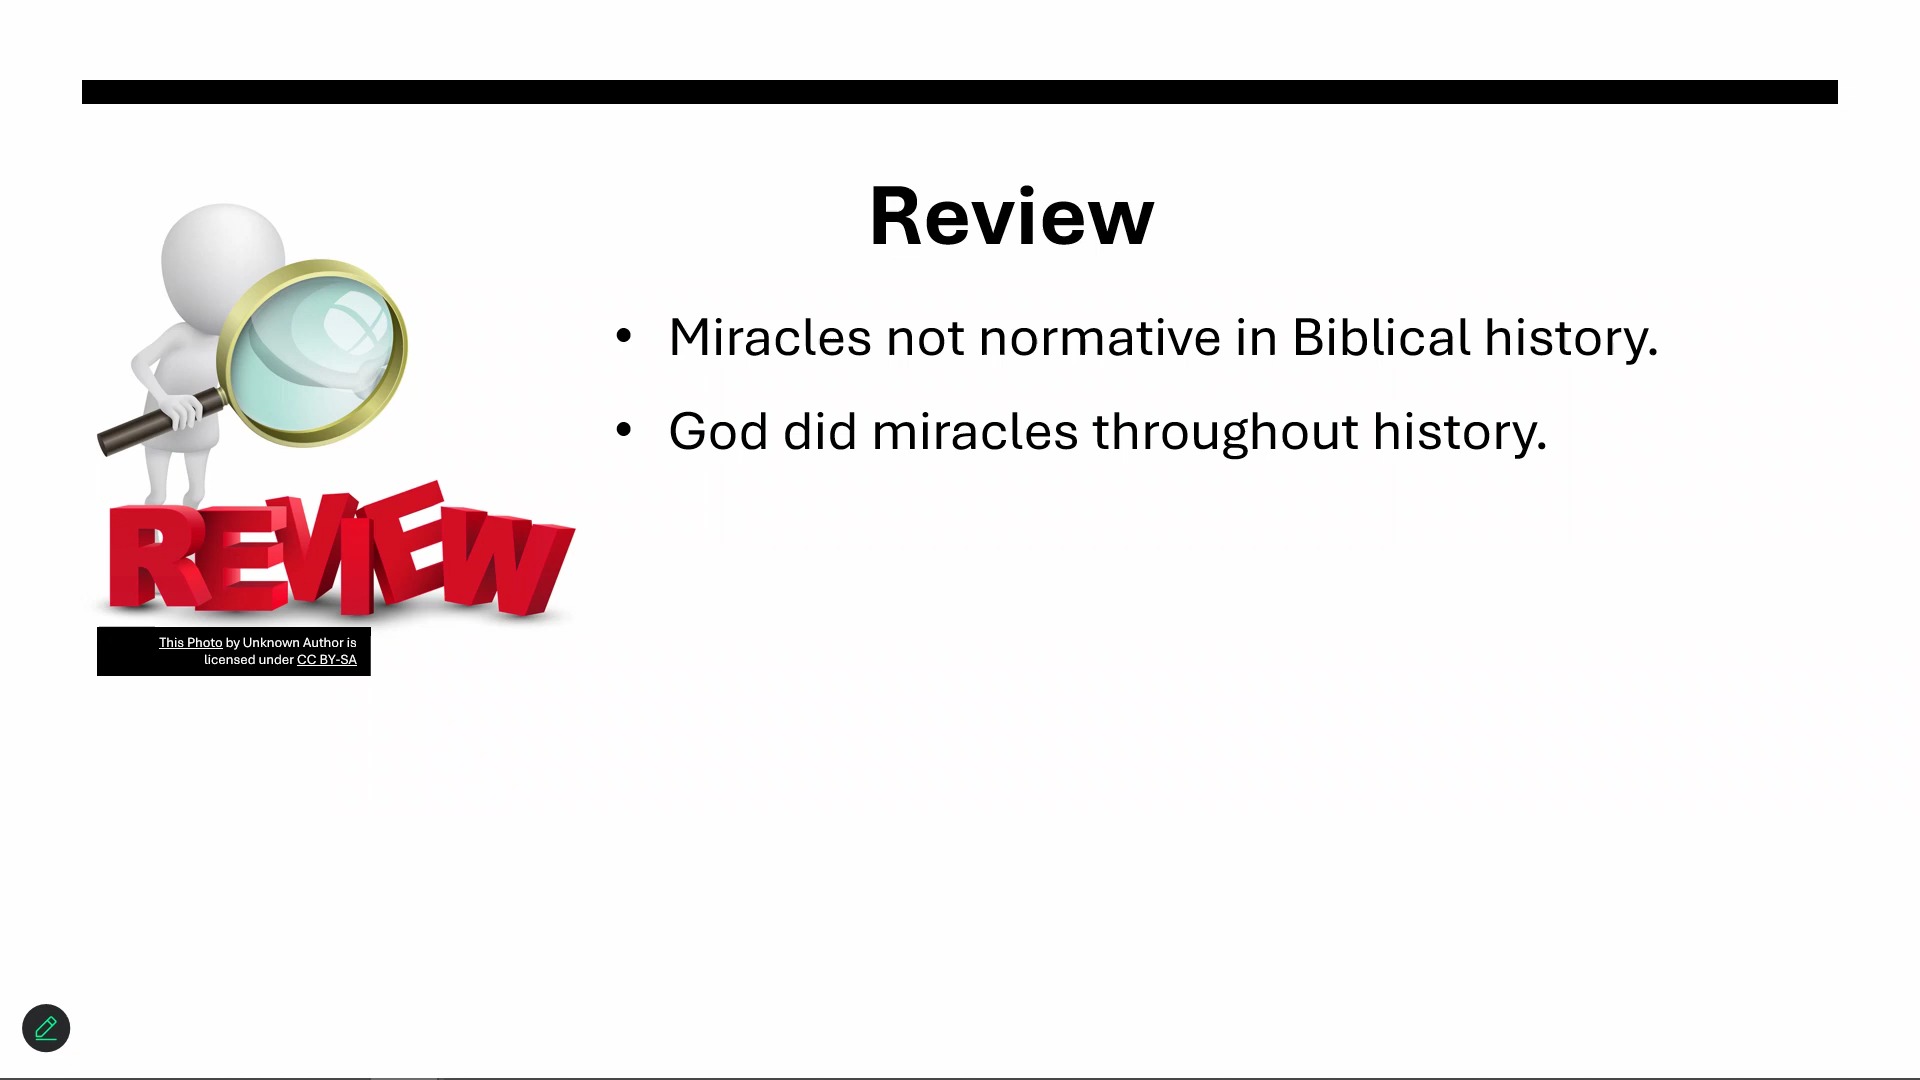 Review
• Miracles not normative in Biblical history.
• God did miracles throughout history.
REVIEW
This Photo by Unknown Author is
licensed under CC BY-SA